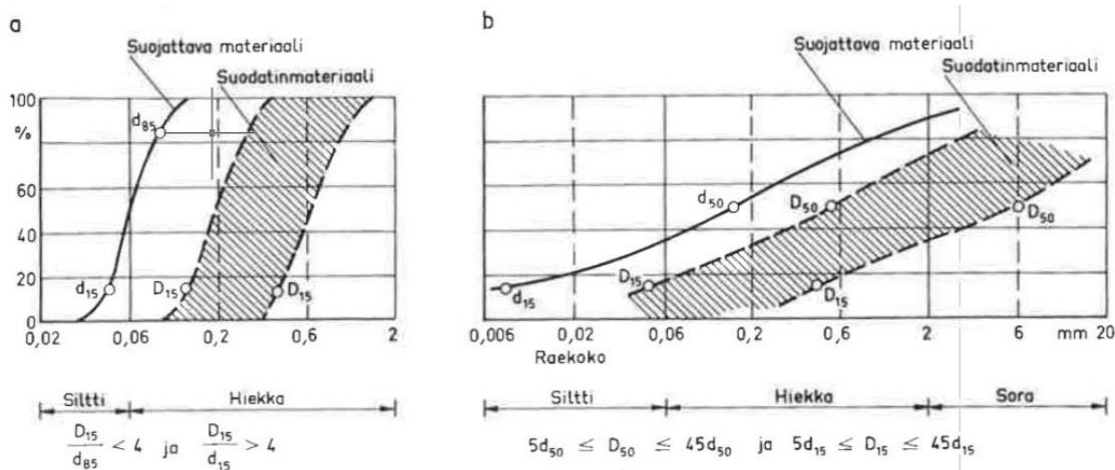 a
Suojattava materiaali
Suodatinmateriaali
100
%
80
60
40
20
0
d85
d15
D15
D15
0,02
0,06
0,2
0,6
2
Siltti
Hiekka
D15/d85 < 4 ja D15/d15 > 4
b
Suojattava materiaali
Suodatinmateriaali
d50
D50
D50
d15
D15
D15
0,006
0,02
0,06
0,2
0,6
2
6
mm 20
Raekoko
Siltti
Hiekka
Sora
5d50 ≤ D50 ≤ 45d50 ja 5d15 ≤ D15 ≤ 45d15